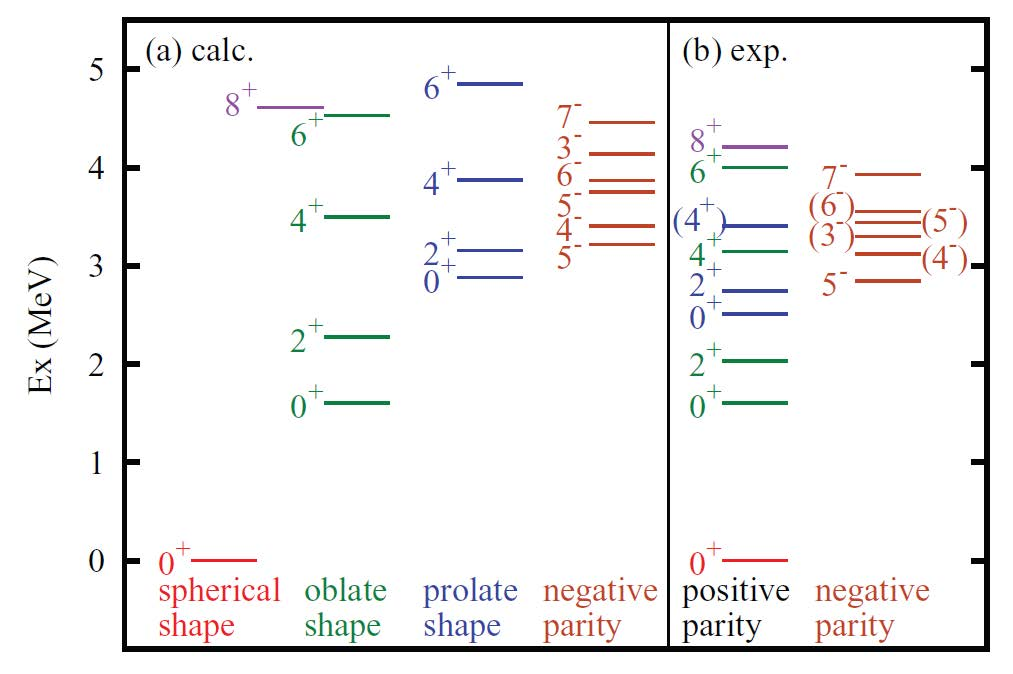 (a) calc.
(b) exp.
Ex (MeV)
5
4
3
2
1
0
0+
spherical
shape
8+
6+
4+
2+
0+
oblate
shape
6+
4+
2+
0+
prolate
shape
7-
3-
6-
5-
4-
5-
negative
parity
8+
6+
(4+)
4+
2+
0+
2+
0+
0+
positive
parity
7-
(6-)
(5-)
(3-)
(4-)
5-
negative
parity